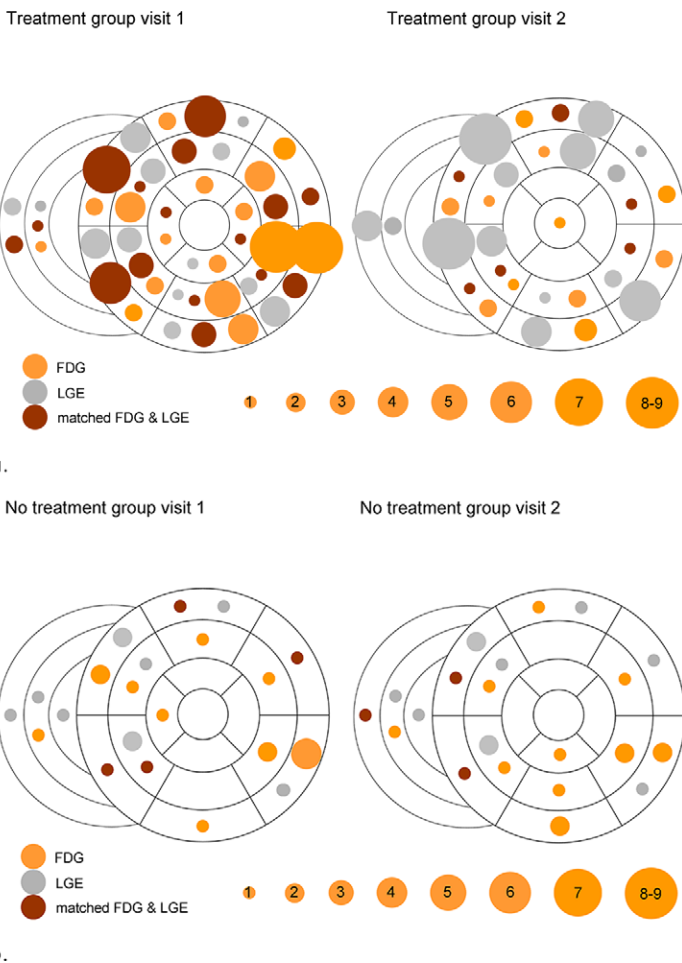 Treatment group visit 1
Treatment group visit 2
FDG
LGE
matched FDG & LGE
1 2 3 4 5 6 7 8-9
No treatment group visit 1
No treatment group visit 2
FDG
LGE
matched FDG & LGE
1 2 3 4 5 6 7 8-9